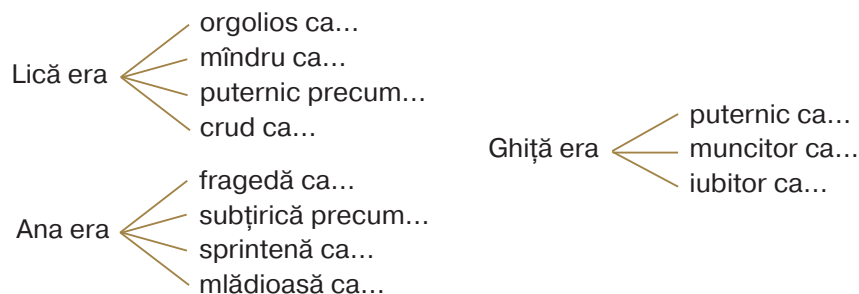 Lică era
orgolios ca...
mîndru ca...
puternic precum...
crud ca...
Ana era
fragedă ca...
subțirică precum...
sprintenă ca...
mlădioasă ca...
Ghiță era
puternic ca...
muncitor ca...
iubitor ca...